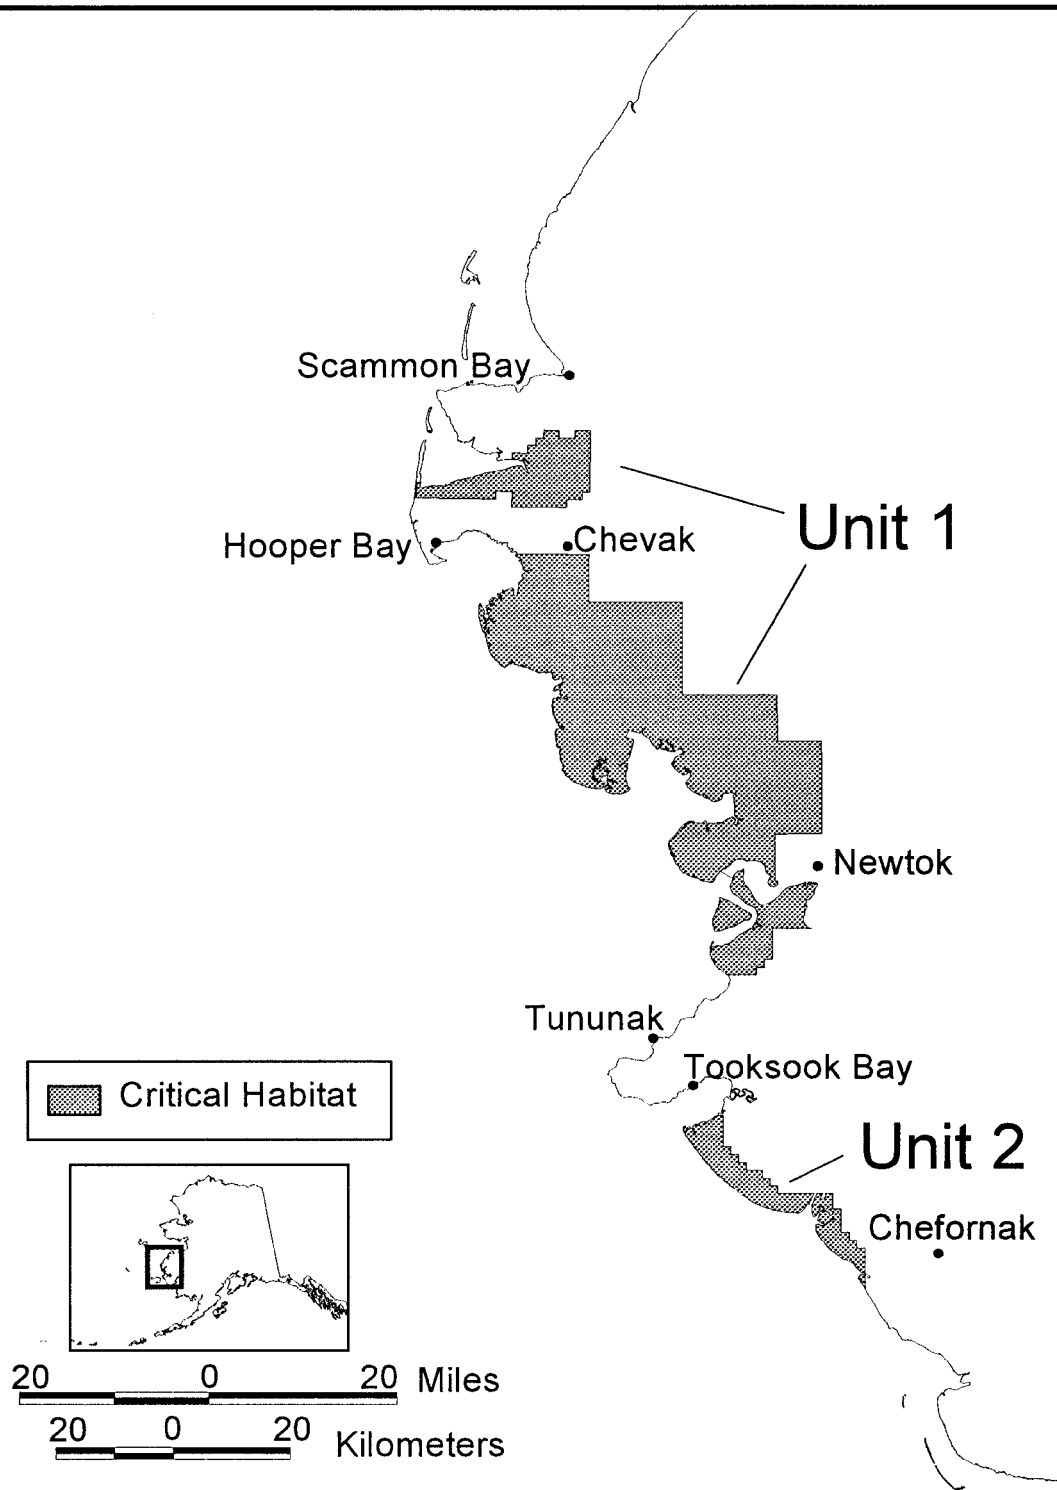 Scammon Bay
Unit 1
Hooper Bay
Chevak
Newtok
Tununak
Tooksook Bay
Critical Habitat
Unit 2
Chefornak
20 0 20 Miles
20 0 20 Kilometers